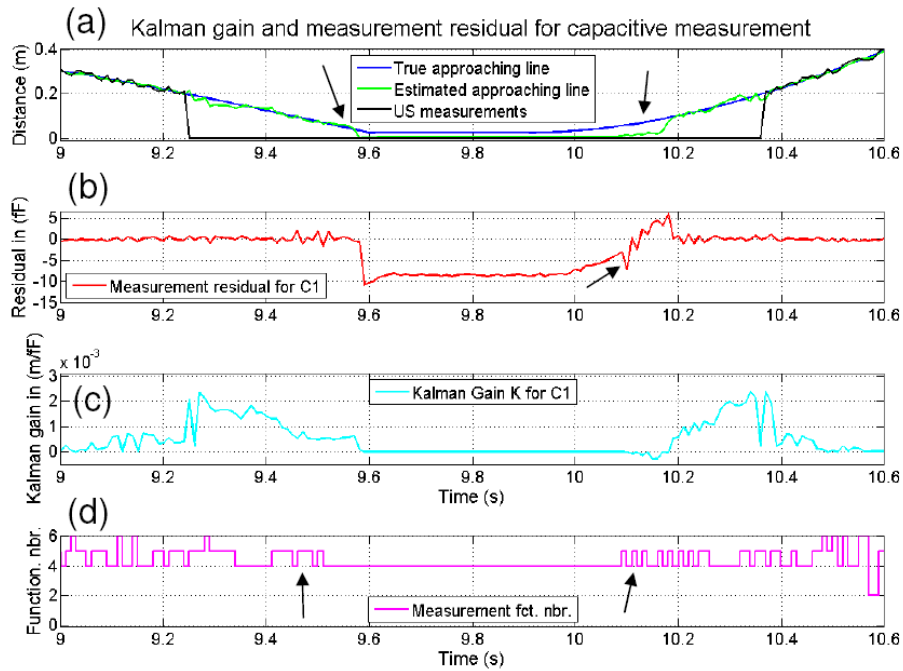 (a) Kalman gain and measurement residual for capacitive measurement
Distance (m)
0.4
0.2
0
True approaching line
Estimated approaching line
US measurements
9 9.2 9.4 9.6 9.8 10 10.2 10.4 10.6
(b)
Residual in (fF)
5
0
-5
-10
-15
Measurement residual for C1
9 9.2 9.4 9.6 9.8 10 10.2 10.4 10.6
x 10⁻³
(c)
Kalman gain in (m/fF)
3
2
1
0
Kalman Gain K for C1
9 9.2 9.4 9.6 9.8 10 10.2 10.4 10.6
Time (s)
(d)
Function. nbr.
6
4
2
0
Measurement fct. nbr.
9 9.2 9.4 9.6 9.8 10 10.2 10.4 10.6
Time (s)